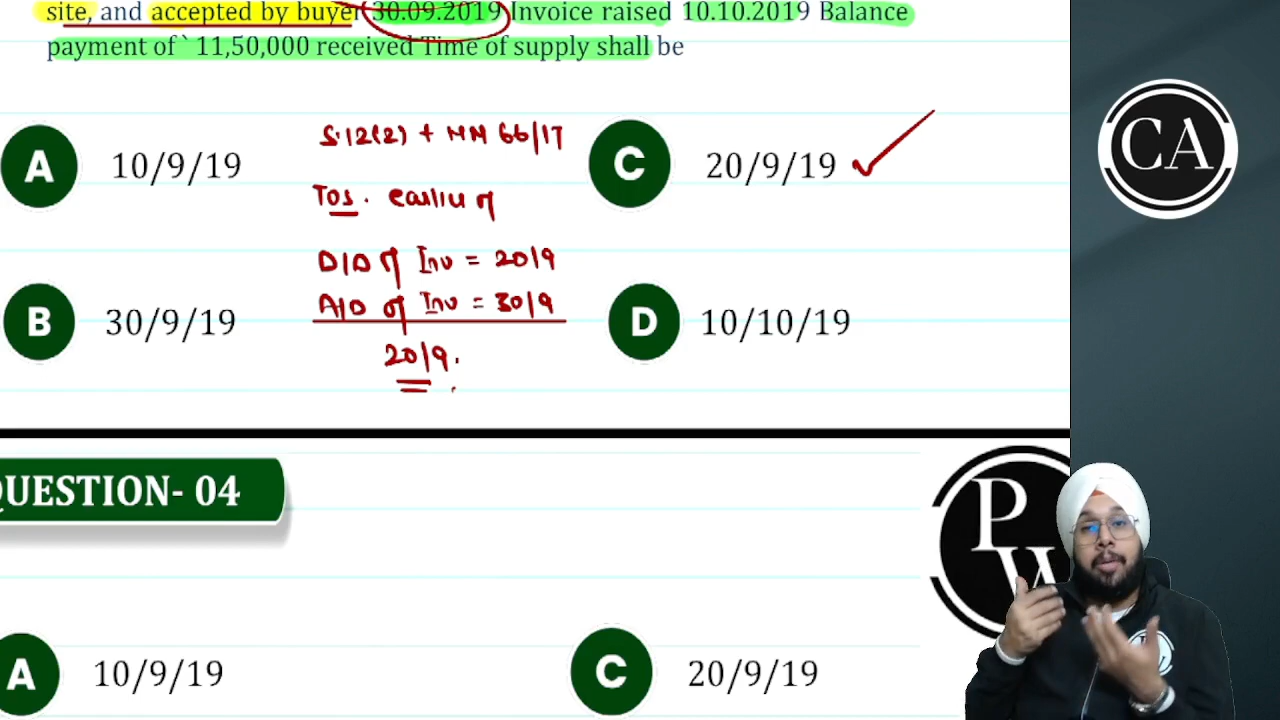 site, and accepted by buyer 30.09.2019 Invoice raised 10.10.2019 Balance
payment of ` 11,50,000 received Time of supply shall be
A 10/9/19
S.12(2) + NN 66/17
TOS. earlier of
D/D of Inv = 20/9
A/D of Inv = 30/9
20/9.
C 20/9/19
B 30/9/19
D 10/10/19
CA
QUESTION- 04
PW
A 10/9/19
C 20/9/19